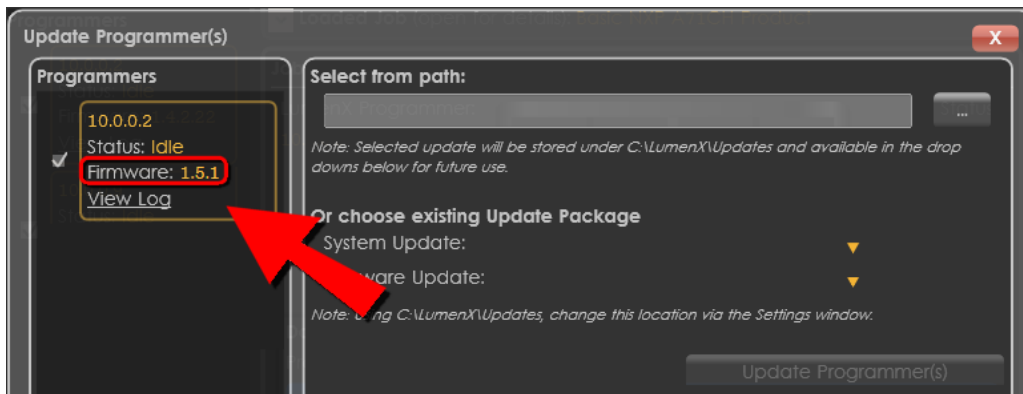 Update Programmer(s)
X
Programmers
10.0.0.2
Status: Idle
Firmware: 1.5.1
View Log
Select from path:
...
Note: Selected update will be stored under C:\LumenX\Updates and available in the drop
downs below for future use.
Or choose existing Update Package
System Update:
ware Update:
Note: C:\LumenX\Updates, change this location via the Settings window.
Update Programmer(s)